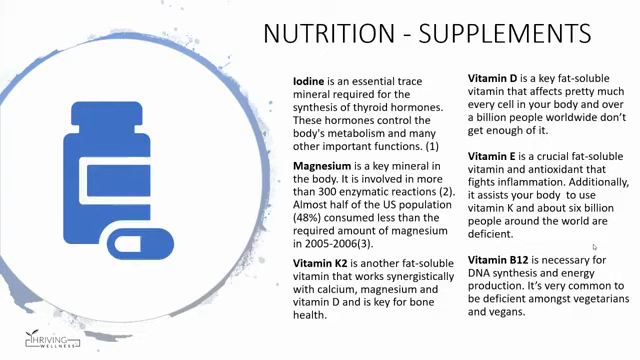 NUTRITION - SUPPLEMENTS
Iodine is an essential trace
mineral required for the
synthesis of thyroid hormones.
These hormones control the
body's metabolism and many
other important functions. (1)
Magnesium is a key mineral in
the body. It is involved in more
than 300 enzymatic reactions (2).
Almost half of the US population
(48%) consumed less than the
required amount of magnesium
in 2005-2006(3).
Vitamin K2 is another fat-soluble
vitamin that works synergistically
with calcium, magnesium and
vitamin D and is key for bone
health.
Vitamin D is a key fat-soluble
vitamin that affects pretty much
every cell in your body and over
a billion people worldwide don't
get enough of it.
Vitamin E is a crucial fat-soluble
vitamin and antioxidant that
fights inflammation. Additionally,
it assists your body to use
vitamin K and about six billion
people around the world are
deficient.
Vitamin B12 is necessary for
DNA synthesis and energy
production. It's very common to
be deficient amongst vegetarians
and vegans.
THRIVING
WELLNESS